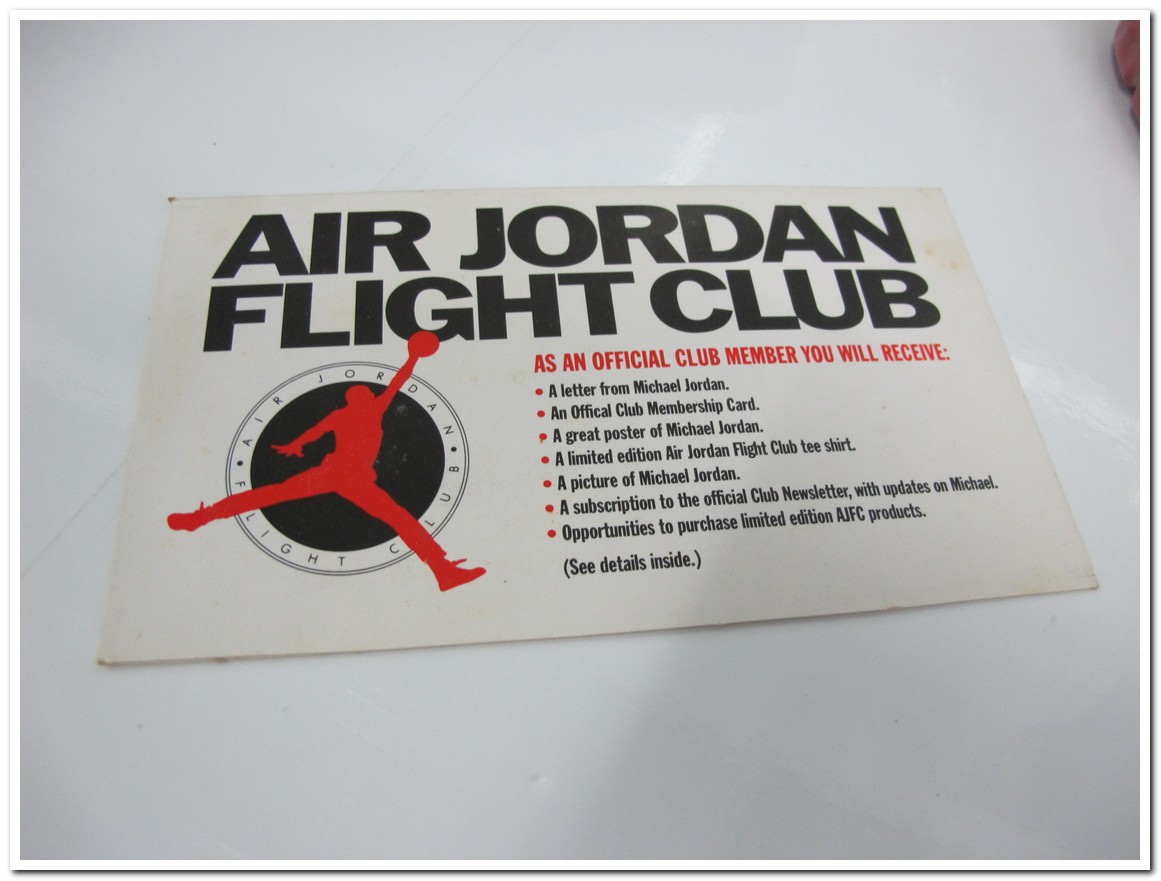 AIR JORDAN
FLIGHT CLUB
AIR JORDAN
FLIGHT CLUB
AS AN OFFICIAL CLUB MEMBER YOU WILL RECEIVE:
• A letter from Michael Jordan.
• An Offical Club Membership Card.
• A great poster of Michael Jordan.
• A limited edition Air Jordan Flight Club tee shirt.
• A picture of Michael Jordan.
• A subscription to the official Club Newsletter, with updates on Michael.
• Opportunities to purchase limited edition AJFC products.
(See details inside.)